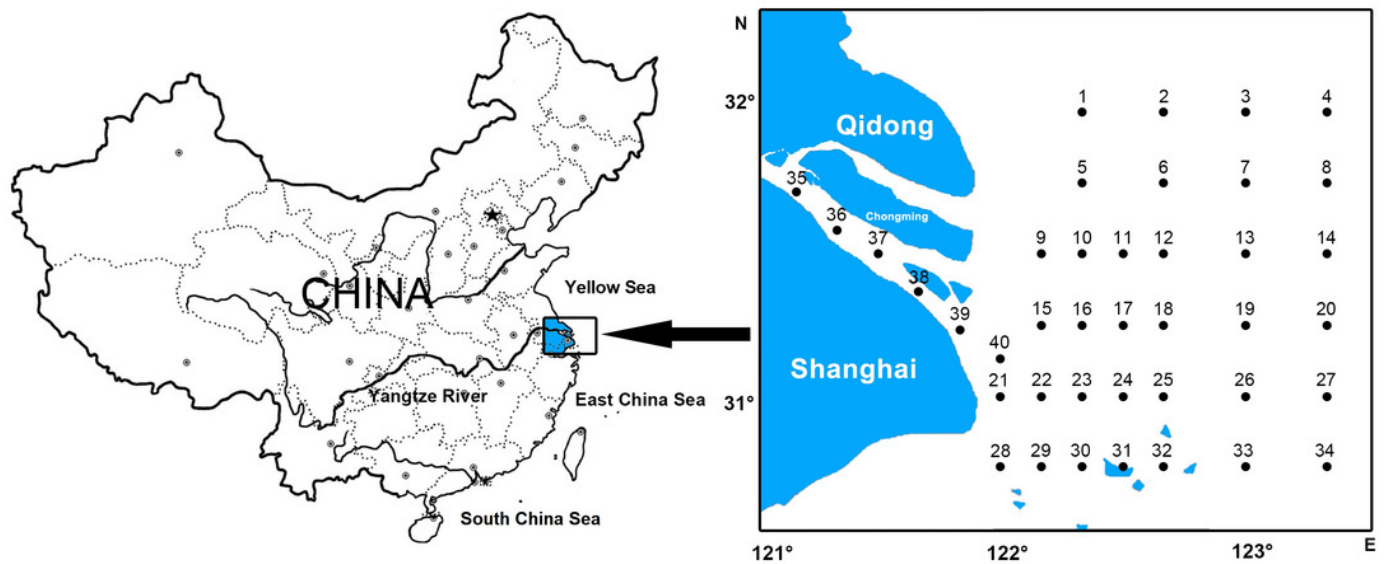 CHINA
Yellow Sea
Yangtze River
East China Sea
South China Sea
N
32°
31°
Qidong
Chongming
Shanghai
1 2 3 4
5 6 7 8
35
36
37
38
39
40
9 10 11 12 13 14
15 16 17 18 19 20
21 22 23 24 25 26 27
28 29 30 31 32 33 34
121° 122° 123° E